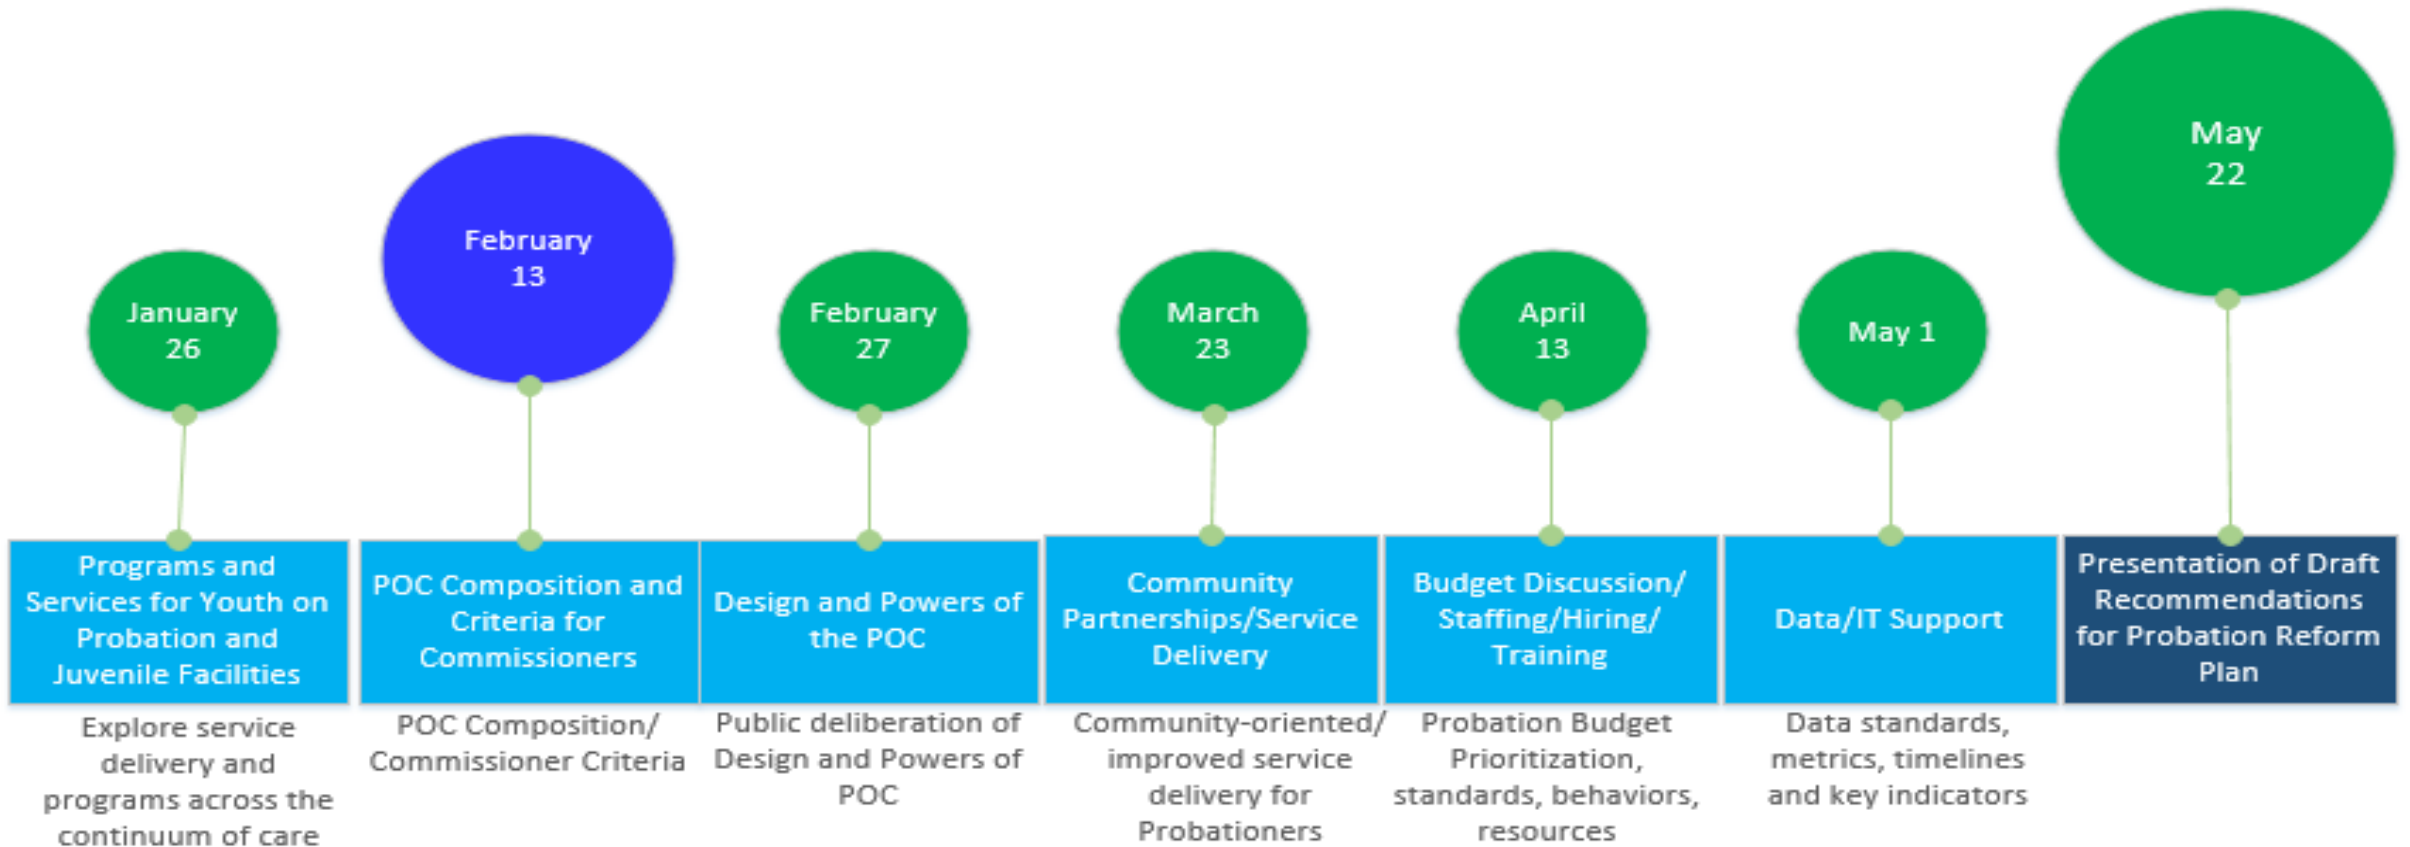 January
26
February
13
February
27
March
23
April
13
May 1
May
22
Programs and
Services for Youth on
Probation and
Juvenile Facilities
POC Composition and
Criteria for
Commissioners
Design and Powers of
the POC
Community
Partnerships/Service
Delivery
Budget Discussion/
Staffing/Hiring/
Training
Data/IT Support
Presentation of Draft
Recommendations
for Probation Reform
Plan
Explore service
delivery and
programs across the
continuum of care
POC Composition/
Commissioner Criteria
Public deliberation of
Design and Powers of
POC
Community-oriented/
improved service
delivery for
Probationers
Probation Budget
Prioritization,
standards, behaviors,
resources
Data standards,
metrics, timelines
and key indicators